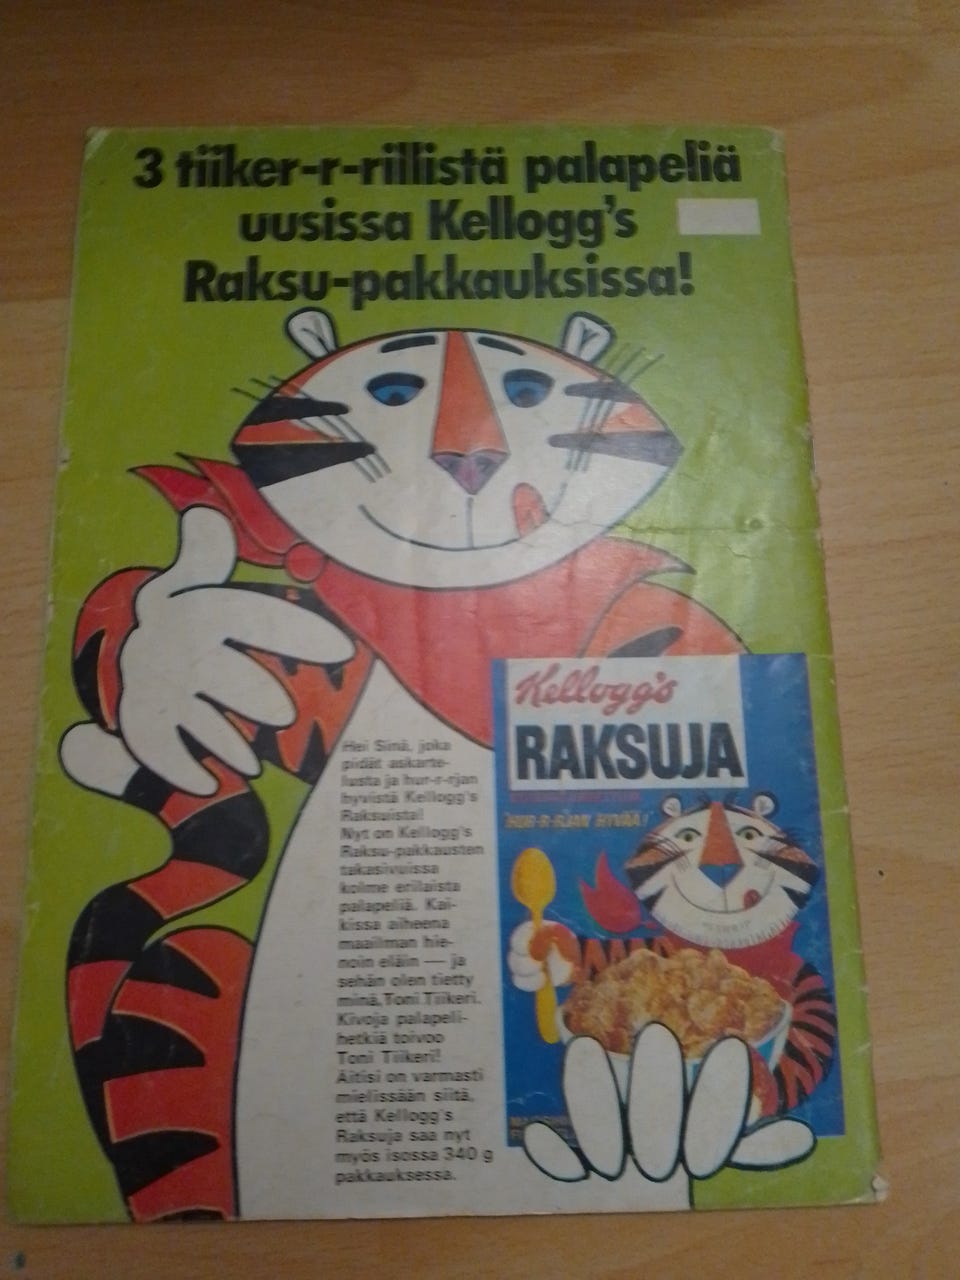 3 tiiker-r-rillistä palapeliä
uusissa Kellogg's
Raksu-pakkauksissa!
Hei Sinä, joka
pidät askarte-
lusta ja hur-r-rjan
hyvistä Kellogg's
Raksuista!
Nyt on Kellogg's
Raksu-pakkausten
takasivuissa
kolme erilaista
palapeliä. Kai-
kissa aiheena
maailman hie-
noin eläin — ja
sehän olen tietty
minä, Toni Tiikeri.
Kivoja palapeli-
hetkiä toivoo
Toni Tiikeri!
Äitisi on varmasti
mielissään siitä,
että Kellogg's
Raksuja saa nyt
myös isossa 340 g
pakkauksessa.
Kellogg's
RAKSUJA
"HUR-R-RJAN HYVÄÄ!"